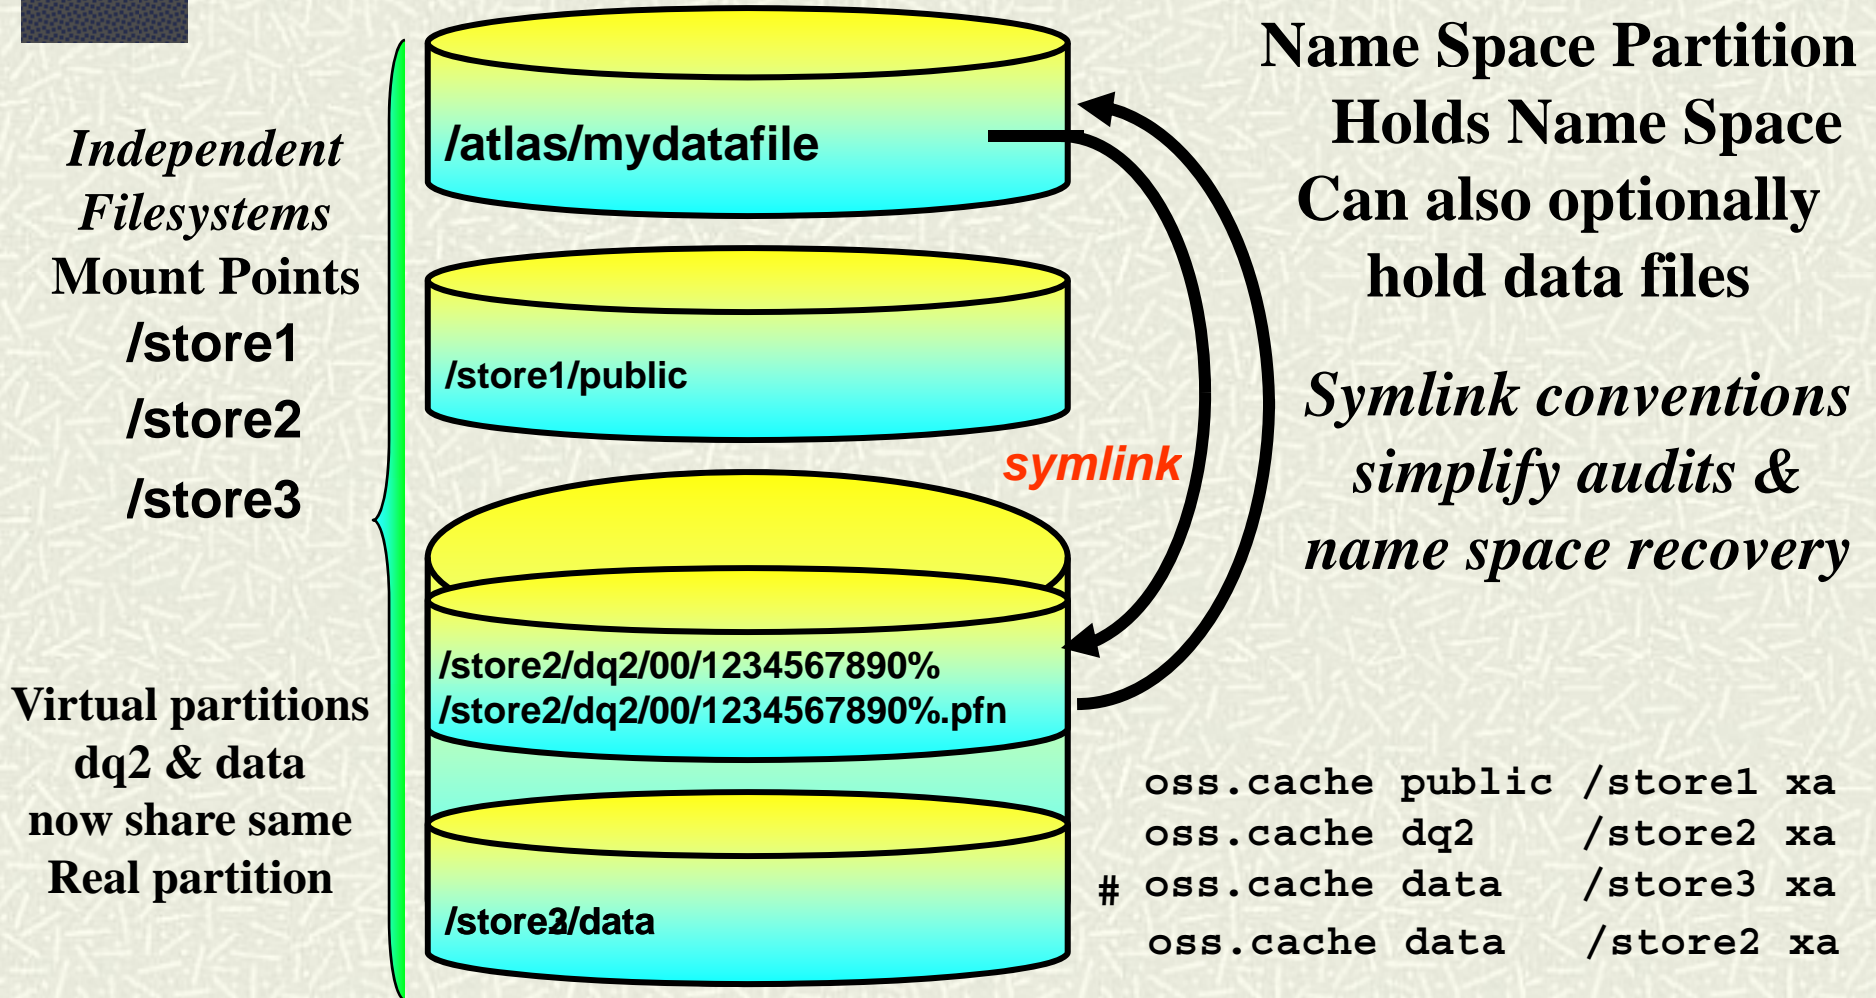 Independent
Filesystems
Mount Points
/store1
/store2
/store3
Virtual partitions
dq2 & data
now share same
Real partition
/atlas/mydatafile
/store1/public
symlink
/store2/dq2/00/1234567890%
/store2/dq2/00/1234567890%.pfn
Name Space Partition
Holds Name Space
Can also optionally
hold data files
Symlink conventions
simplify audits &
name space recovery
oss.cache public /store1 xa
oss.cache dq2 /store2 xa
# oss.cache data /store3 xa
oss.cache data /store2 xa